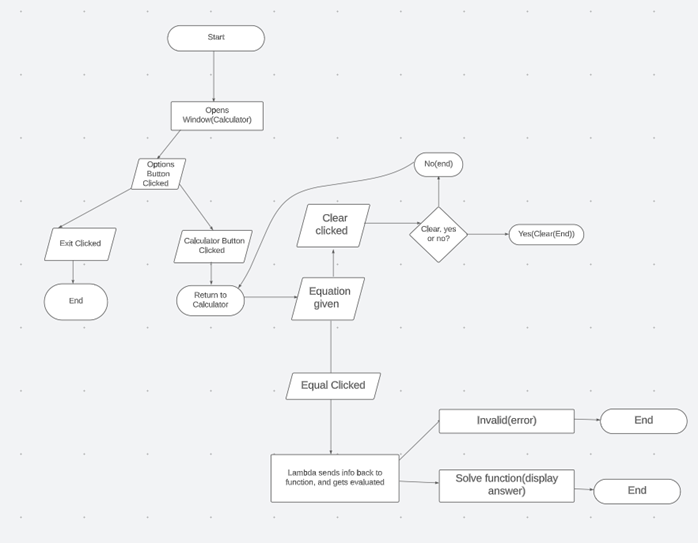 Start
Opens
Window(Calculator)
Options
Button
Clicked
No(end)
Clear
clicked
Clear, yes
or no?
Yes(Clear(End))
Exit Clicked
Calculator Button
Clicked
End
Return to
Calculator
Equation
given
Equal Clicked
Invalid(error)
End
Lambda sends info back to
function, and gets evaluated
Solve function(display
answer)
End